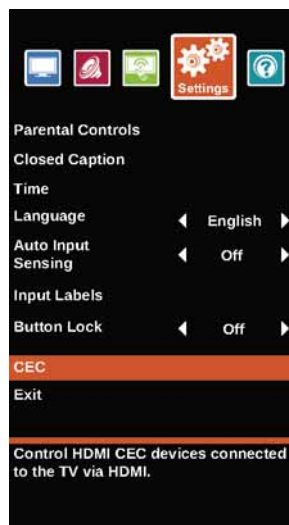 Settings
Parental Controls
Closed Caption
Time
Language English
Auto Input
Sensing Off
Input Labels
Button Lock Off
CEC
Exit
Control HDMI CEC devices connected
to the TV via HDMI.